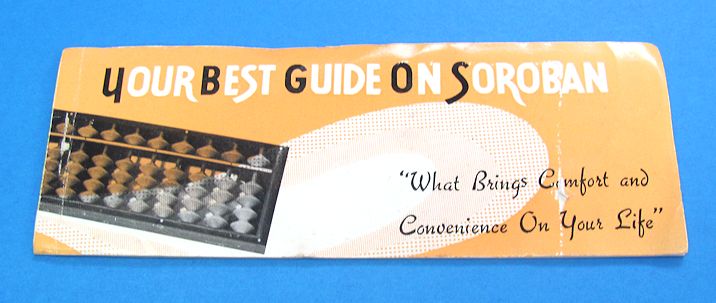 YOUR BEST GUIDE ON SOROBAN
“What Brings Comfort and
Convenience On Your Life”